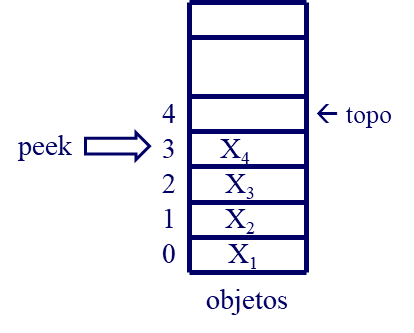 4 ← topo
peek 3 X₄
2 X₃
1 X₂
0 X₁
objetos